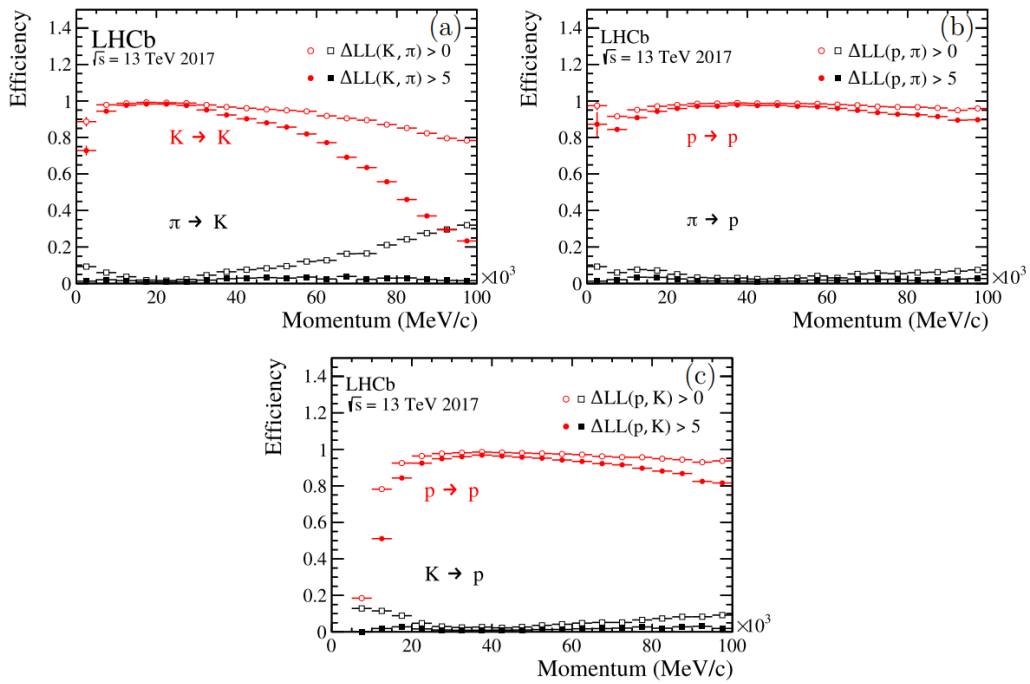 (a)
LHCb
√s = 13 TeV 2017
ΔLL(K, π) > 0
ΔLL(K, π) > 5
K → K
π → K
Efficiency
1.4
1.2
1
0.8
0.6
0.4
0.2
0
0 20 40 60 80 100
×10³
Momentum (MeV/c)
(b)
LHCb
√s = 13 TeV 2017
ΔLL(p, π) > 0
ΔLL(p, π) > 5
p → p
π → p
Efficiency
1.4
1.2
1
0.8
0.6
0.4
0.2
0
0 20 40 60 80 100
×10³
Momentum (MeV/c)
(c)
LHCb
√s = 13 TeV 2017
ΔLL(p, K) > 0
ΔLL(p, K) > 5
p → p
K → p
Efficiency
1.4
1.2
1
0.8
0.6
0.4
0.2
0
0 20 40 60 80 100
×10³
Momentum (MeV/c)